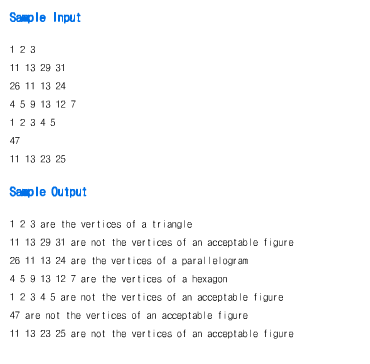 Sample Input
1 2 3
11 13 29 31
26 11 13 24
4 5 9 13 12 7
1 2 3 4 5
47
11 13 23 25
Sample Output
1 2 3 are the vertices of a triangle
11 13 29 31 are not the vertices of an acceptable figure
26 11 13 24 are the vertices of a parallelogram
4 5 9 13 12 7 are the vertices of a hexagon
1 2 3 4 5 are not the vertices of an acceptable figure
47 are not the vertices of an acceptable figure
11 13 23 25 are not the vertices of an acceptable figure